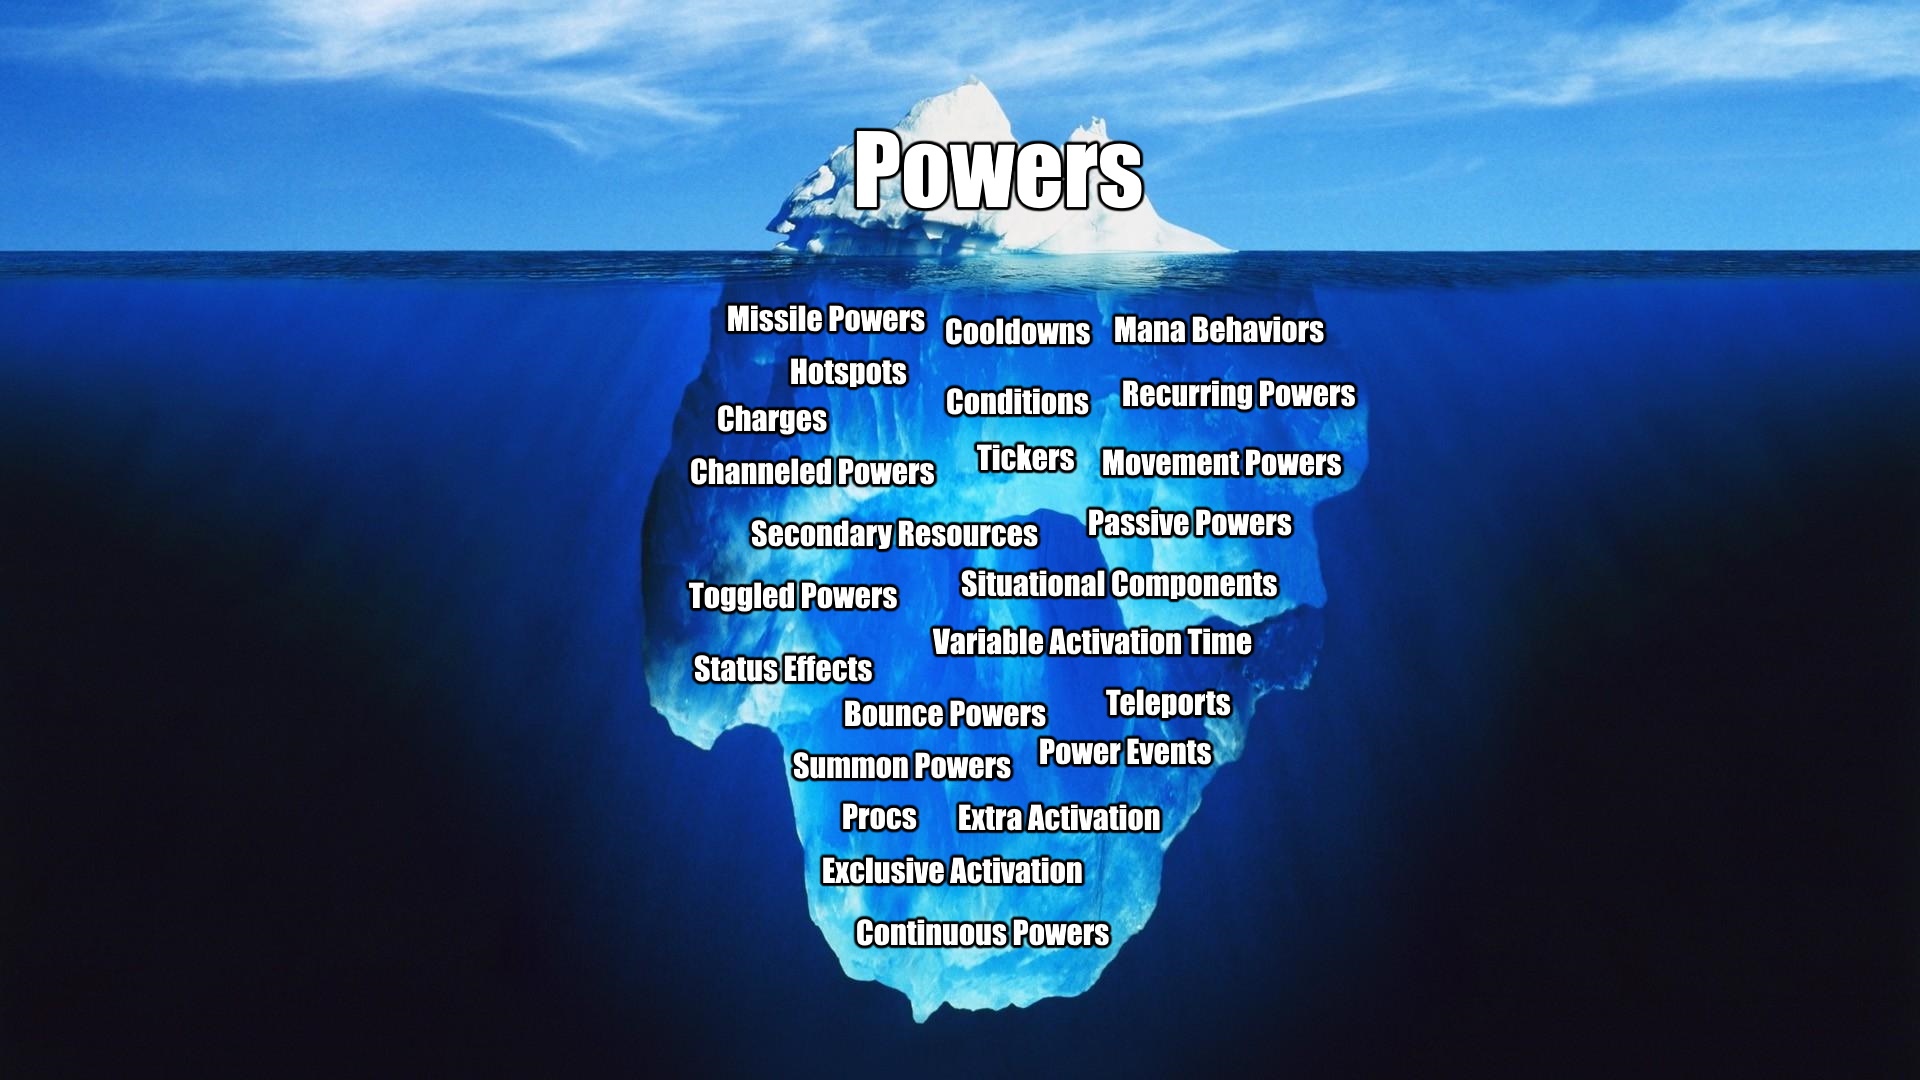 Powers
Missile Powers
Cooldowns
Mana Behaviors
Hotspots
Conditions
Recurring Powers
Charges
Tickers
Movement Powers
Channeled Powers
Secondary Resources
Passive Powers
Toggled Powers
Situational Components
Variable Activation Time
Status Effects
Bounce Powers
Teleports
Summon Powers
Power Events
Procs
Extra Activation
Exclusive Activation
Continuous Powers